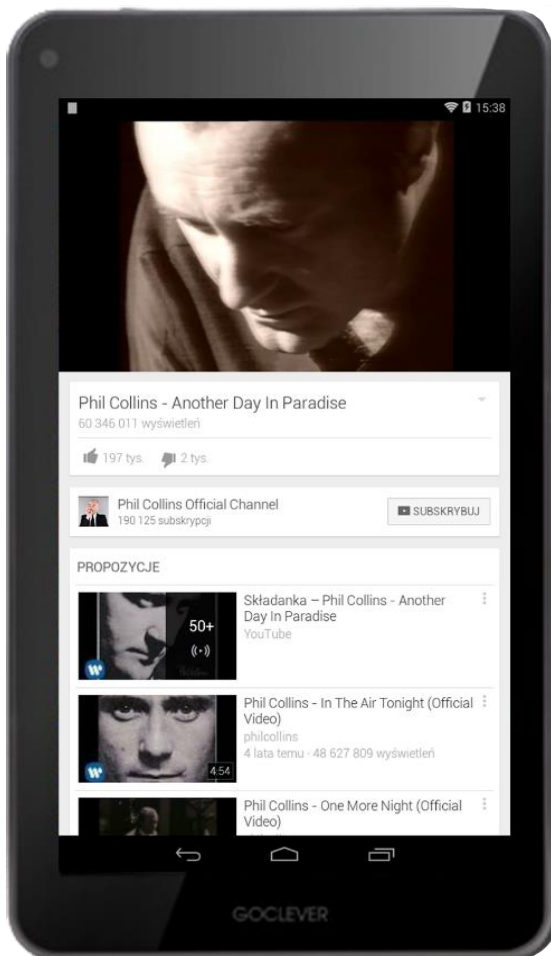 15:38
Phil Collins - Another Day In Paradise
60 346 011 wyświetleń
197 tys.
2 tys.
Phil Collins Official Channel
190 125 subskrypcji
SUBSKRYBUJ
PROPOZYCJE
50+
Składanka – Phil Collins - Another
Day In Paradise
YouTube
Phil Collins - In The Air Tonight (Official
Video)
philcollins
4 lata temu · 48 627 809 wyświetleń
4:54
Phil Collins - One More Night (Official
Video)
GOCLEVER